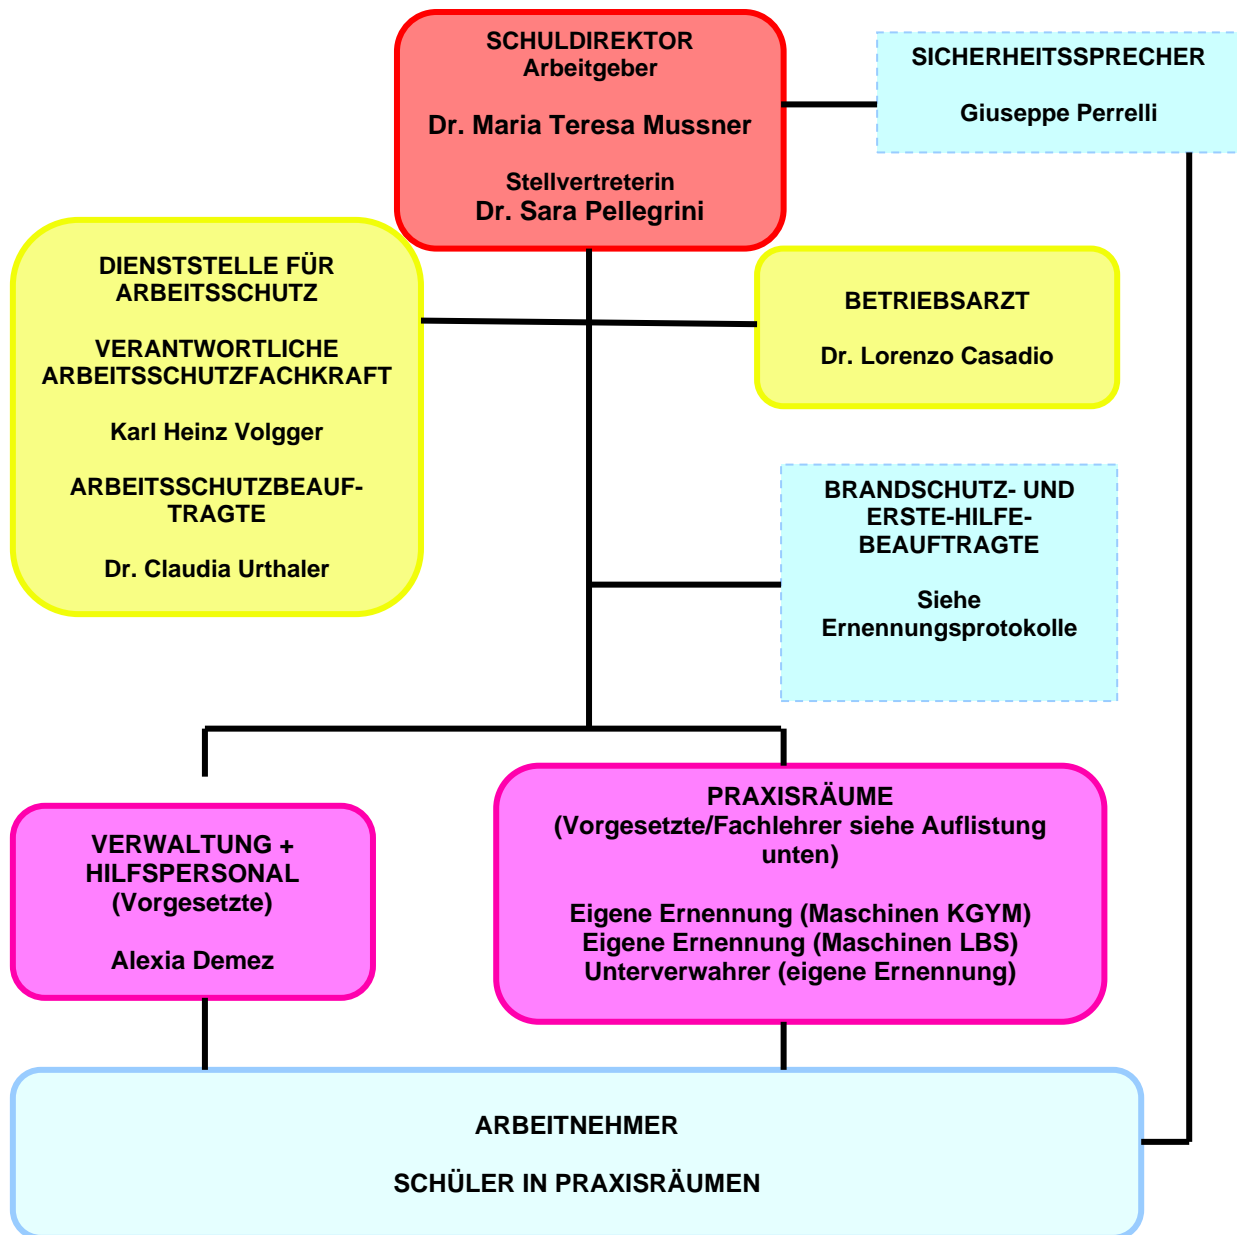 SCHULDIREKTOR
Arbeitgeber
Dr. Maria Teresa Mussner
Stellvertreterin
Dr. Sara Pellegrini
SICHERHEITSSPRECHER
Giuseppe Perrelli
DIENSTSTELLE FÜR
ARBEITSSCHUTZ
VERANTWORTLICHE
ARBEITSSCHUTZFACHKRAFT
Karl Heinz Volgger
ARBEITSSCHUTZBEAUF-
TRAGTE
Dr. Claudia Urthaler
BETRIEBSARZT
Dr. Lorenzo Casadio
BRANDSCHUTZ- UND
ERSTE-HILFE-
BEAUFTRAGTE
Siehe
Ernennungsprotokolle
VERWALTUNG +
HILFSPERSONAL
(Vorgesetzte)
Alexia Demez
PRAXISRÄUME
(Vorgesetzte/Fachlehrer siehe Auflistung
unten)
Eigene Ernennung (Maschinen KGYM)
Eigene Ernennung (Maschinen LBS)
Unterverwahrer (eigene Ernennung)
ARBEITNEHMER
SCHÜLER IN PRAXISRÄUMEN